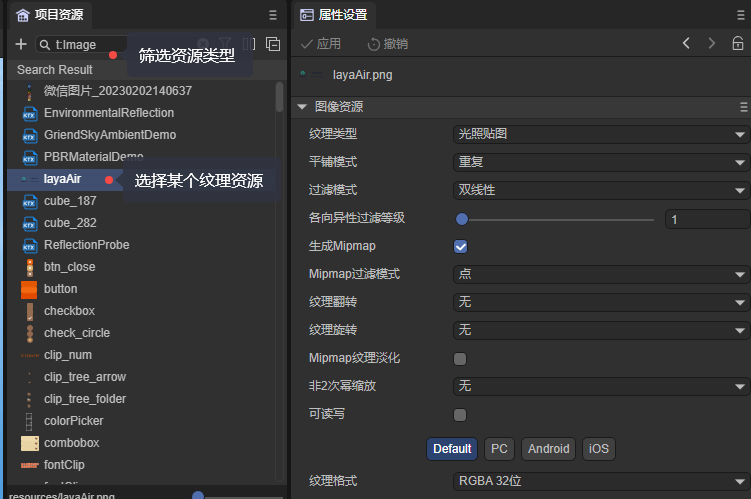 项目资源
t:Image
筛选资源类型
Search Result
微信图片_20230202140637
EnvironmentalReflection
GriendSkyAmbientDemo
PBRMaterialDemo
layaAir
选择某个纹理资源
cube_187
cube_282
ReflectionProbe
btn_close
button
checkbox
check_circle
clip_num
clip_tree_arrow
clip_tree_folder
colorPicker
combobox
fontClip
resources/layaAir.png
属性设置
应用 撤销
layaAir.png
图像资源
纹理类型 光照贴图
平铺模式 重复
过滤模式 双线性
各向异性过滤等级 1
生成Mipmap
Mipmap过滤模式 点
纹理翻转 无
纹理旋转 无
Mipmap纹理淡化
非2次幂缩放 无
可读写
Default PC Android iOS
纹理格式 RGBA 32位